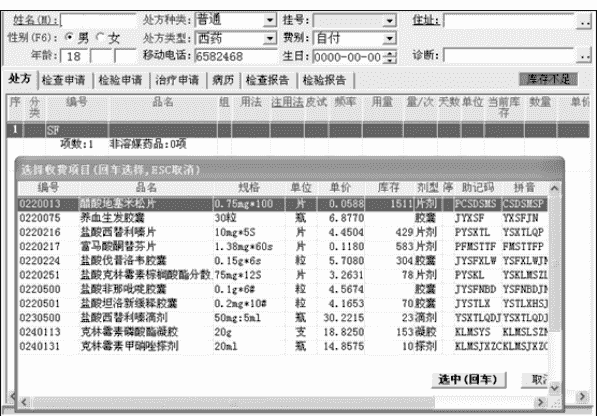 姓名(M): 处方种类: 普通 挂号: 住址:
性别(F6): 男 女 处方类型: 西药 费别: 自付
年龄: 18 移动电话: 6582468 生日: 0000-00-00 诊断:
处方 检查申请 检验申请 治疗申请 病历 检查报告 检验报告 库存不足
序 分类 编号 品名 组 用法 注用法 皮试 频率 用量 量/次 天数 单位 当前库存 数量 单价
1 SF
项数:1 非溶媒药品:0项
选择收费项目(回车选择,ESC取消)
编号 品名 规格 单位 单价 库存 剂型 停 助记码 拼音
0220013 醋酸地塞米松片 0.75mg*100 片 0.0588 1511 片剂 PCSDSMS CSDSMSP
0220075 养血生发胶囊 30粒 瓶 6.8770 胶囊 JYXSF YXSFJN
0220216 盐酸西替利嗪片 10mg*5S 片 4.4504 429 片剂 PYSXTL YSXTLQP
0220217 富马酸酮替芬片 1.38mg*60s 片 0.1180 583 片剂 PFMSTTF FMSTTFP
0220224 盐酸伐昔洛韦胶囊 0.15g*6s 粒 5.7080 304 胶囊 JYSFXLW YSFXLWJN
0220251 盐酸克林霉素棕榈酸酯分散 75mg*12S 片 3.2631 78 片剂 PYSKL YSKLMSZL
0220500 盐酸非那吡啶胶囊 0.1g*6# 粒 4.5674 胶囊 JYSFNBD YSFNBDJN
0220501 盐酸坦洛新缓释胶囊 0.2mg*10# 粒 4.1653 70 胶囊 JYSTLX YSTLXHSJ
0230500 盐酸西替利嗪滴剂 50mg:5ml 瓶 30.2215 23 滴剂 YSXTLQDJ YSXTLQDJ
0240113 克林霉素磷酸酯凝胶 20g 支 18.8250 153 凝胶 KLMSYS KLMSLSZN
0240131 克林霉素甲硝唑搽剂 20ml 瓶 14.8575 10 搽剂 KLMSJXZC KLMSJXZC
选中(回车)